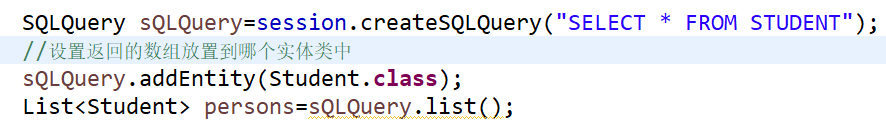 SQLQuery sQLQuery=session.createSQLQuery("SELECT * FROM STUDENT");
//设置返回的数组放置到哪个实体类中
sQLQuery.addEntity(Student.class);
List<Student> persons=sQLQuery.list();